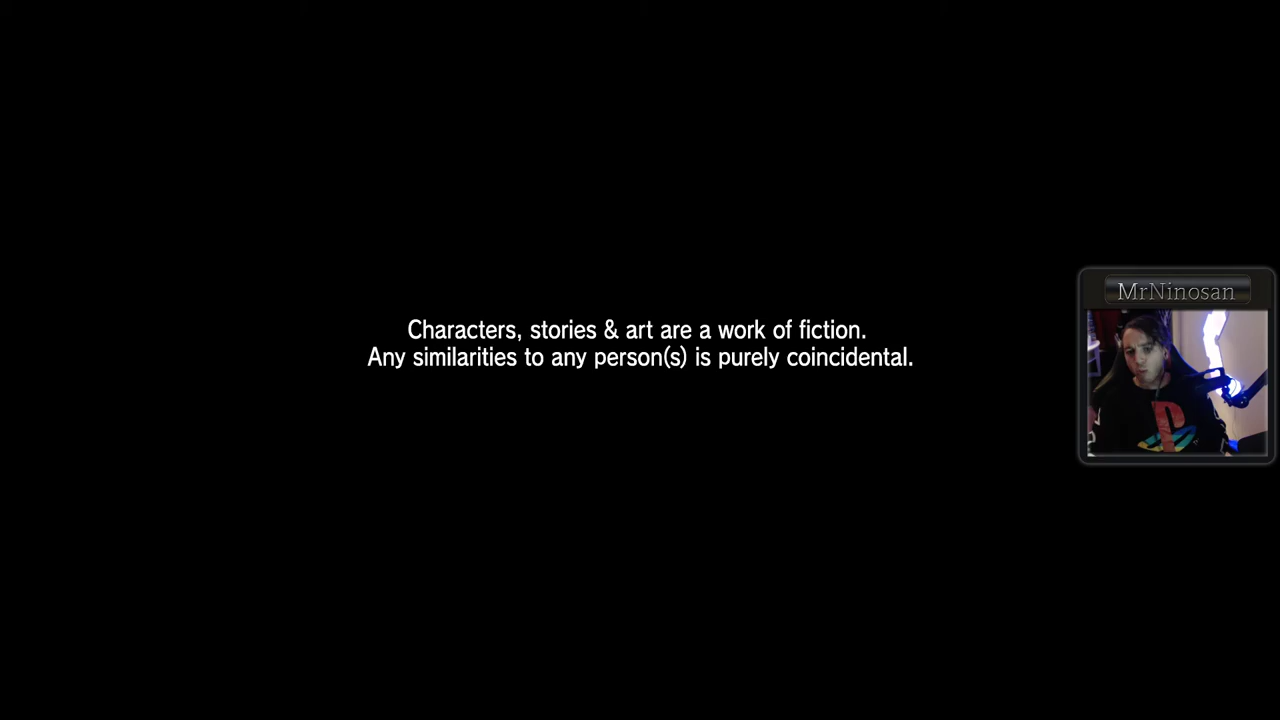 Characters, stories & art are a work of fiction.
Any similarities to any person(s) is purely coincidental.
MrNinosan